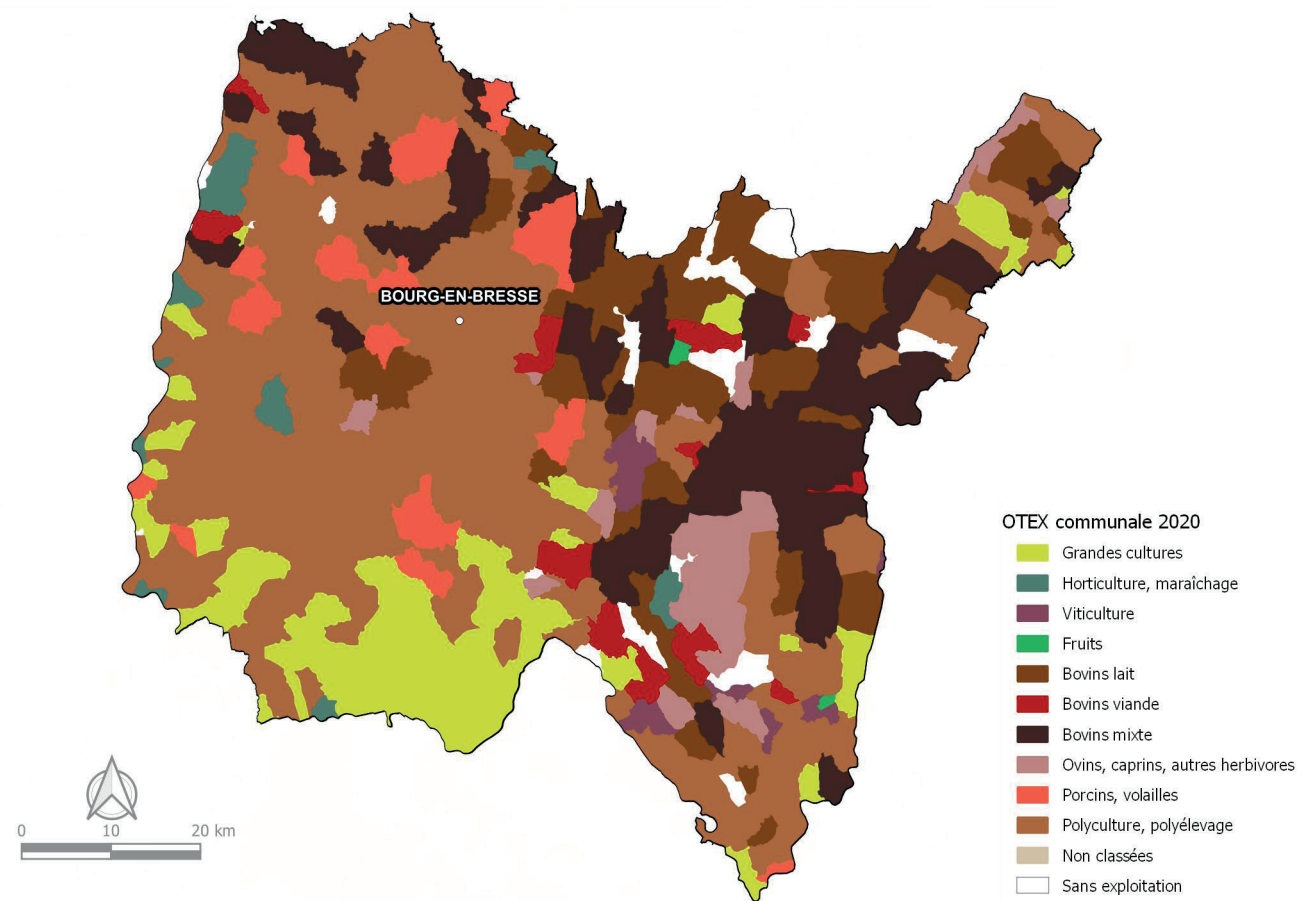 BOURG-EN-BRESSE
OTEX communale 2020
Grandes cultures
Horticulture, maraîchage
Viticulture
Fruits
Bovins lait
Bovins viande
Bovins mixte
Ovins, caprins, autres herbivores
Porcins, volailles
Polyculture, polyélevage
Non classées
Sans exploitation
0 10 20 km